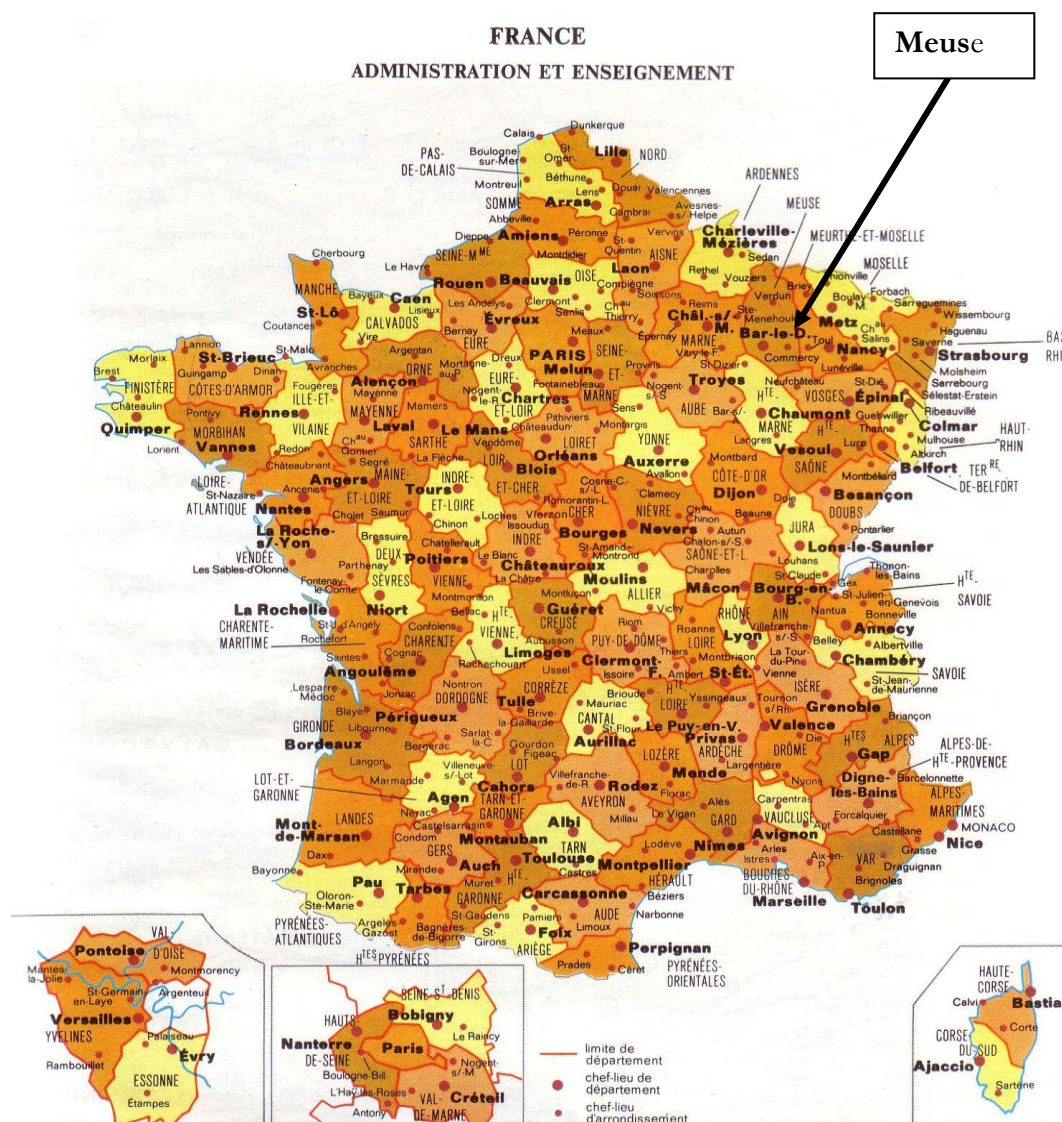 FRANCE
ADMINISTRATION ET ENSEIGNEMENT
Meuse
Dunkerque
Calais
Boulogne-
sur-Mer
St-
Omer
Lille
NORD
PAS-
DE-CALAIS
Béthune
Montreuil
Lens
Douai
Valenciennes
ARDENNES
SOMME
Arras
Cambrai
Avesnes-
s/-Helpe
MEUSE
Abbeville
Charleville-
Mézières
MEURTHE-ET-MOSELLE
Dieppe
Amiens
Péronne
St-
Quentin
Vervins
Sedan
MOSELLE
Cherbourg
Le Havre
SEINE-MME
Montdidier
Laon
AISNE
Rethel
Vouziers
Briey
Thionville
Forbach
Sarreguemines
MANCHE
Bayeux
Caen
Lisieux
Rouen
Beauvais
OISE
Compiègne
Soissons
Reims
Verdun
Boulay-
M.
Wissembourg
Les Andelys
Clermont
Senlis
Chau
Thierry
Ste-
Menehould
Haguenau
St-Lô
CALVADOS
Évreux
Châl.-s/-
M.
Metz
Chau
Salins
Saverne
BAS
RHI
Coutances
Vire
Bernay
EURE
Meaux
Épernay
MARNE
Bar-le-D.
Toul
Nancy
Strasbourg
Lannion
St-Malo
Argentan
ORNE
PARIS
Melun
SEINE-
ET-
MARNE
Vitry-le-F.
Commercy
Lunéville
Molsheim
Morlaix
St-Brieuc
Guingamp
Dinan
Avranches
Mortagne-
au-P.
Dreux
Provins
St-Dizier
Sarrebourg
Brest
FINISTÈRE
CÔTES-D'ARMOR
Fougères
ILLE-ET-
VILAINE
Alençon
Mayenne
Nogent-
le-R.
EURE-
ET-LOIR
Chartres
Fontainebleau
Nogent-
s/-S
Troyes
Neufchâteau
VOSGES
St-Dié
Épinal
Sélestat-Erstein
Ribeauvillé
Châteaulin
Pontivy
Rennes
MAYENNE
Mamers
Pithiviers
Sens
AUBE
Bar-s/-
A.
HTE-
MARNE
Chaumont
Guebwiller
Thann
Colmar
Quimper
MORBIHAN
Laval
Le Mans
Châteaudun
Montargis
HAUT-
RHIN
Lorient
Vannes
Redon
Chau
Gontier
SARTHE
Vendôme
LOIRET
YONNE
Langres
Vesoul
HTE-
SAÔNE
Lure
Mulhouse
Altkirch
Châteaubriant
Segré
La Flèche
LOIR-
ET-CHER
Orléans
Auxerre
Montbard
Belfort
TERRE
DE-BELFORT
LOIRE-
ATLANTIQUE
St-Nazaire
Angers
MAINE-
ET-LOIRE
INDRE-
ET-LOIRE
Blois
Avallon
CÔTE-D'OR
Montbéliard
Ancenis
Tours
Cosne-C.-
s/-L.
Clamecy
Dijon
Besançon
Nantes
Cholet
Saumur
Romorantin-L.
Dole
DOUBS
Chinon
Loches
Vierzon
CHER
NIÈVRE
Chau
Chinon
Beaune
La Roche-
s/-Yon
Bressuire
Issoudun
INDRE
Bourges
Nevers
Autun
JURA
Pontarlier
DEUX
SÈVRES
Chatellerault
Chalon-s/-S.
SAÔNE-ET-L.
VENDÉE
Poitiers
Le Blanc
Châteauroux
St-Amand-
Montrond
Lons-le-Saunier
Les Sables-d'Olonne
Parthenay
Louhans
Thonon-
les-Bains
Fontenay-
le-Comte
VIENNE
La Châtre
Moulins
Charolles
St-Claude
Gex
HTE-
SAVOIE
Niort
Montmorillon
Montluçon
ALLIER
Mâcon
Bourg-en-
B.
St-Julien-
en-Genevois
La Rochelle
Bellac
HTE
VIENNE
Guéret
CREUSE
Vichy
AIN
Nantua
Bonneville
CHARENTE-
MARITIME
St-J.
d'Angély
Confolens
Riom
Roanne
RHÔNE
Villefranche-
s/-S.
Annecy
Rochefort
CHARENTE
Limoges
Aubusson
PUY-DE-DÔME
Thiers
LOIRE
Lyon
Belley
Albertville
Saintes
Cognac
Rochechouart
Clermont-
F.
Montbrison
La Tour-
du-Pin
Chambéry
Angoulême
Ussel
Issoire
Ambert
St-Ét.
Vienne
SAVOIE
Lesparre-
Médoc
Jonzac
Nontron
DORDOGNE
CORRÈZE
Tulle
HTE
LOIRE
Yssingeaux
Tournon
s/Rh.
ISÈRE
St-Jean-
de-Maurienne
Blaye
Périgueux
Brive-
la-Gaillarde
Brioude
Mauriac
Grenoble
GIRONDE
Libourne
CANTAL
St-Flour
Le Puy-en-V.
Valence
Briançon
Bordeaux
Bergerac
Sarlat-
la-C.
Gourdon
Figeac
Aurillac
Privas
ARDÈCHE
Die
DRÔME
HTES
ALPES
Langon
LOT
LOZÈRE
Gap
ALPES-DE-
HTE-PROVENCE
LOT-ET-
GARONNE
Marmande
Villeneuve-
s/-Lot
Cahors
Villefranche-
de-R.
Rodez
Mende
Largentière
Nyons
Digne-
les-Bains
Barcelonnette
Agen
Nérac
TARN-ET-
GARONNE
AVEYRON
Florac
Carpentras
ALPES-
MARITIMES
LANDES
Castelsarrasin
Albi
Millau
Le Vigan
Alès
GARD
VAUCLUSE
Apt
Forcalquier
Mont-
de-Marsan
Condom
Montauban
TARN
Avignon
Castellane
MONACO
GERS
Lodève
Nîmes
Arles
Nice
Dax
Auch
Toulouse
Montpellier
Istres
Aix-en-
P.
VAR
Grasse
Bayonne
Mirande
Castres
HÉRAULT
BOUCHES
DU-RHÔNE
Draguignan
Pau
Tarbes
Muret
HTE-
GARONNE
Carcassonne
Béziers
Marseille
Brignoles
Oloron-
Ste-Marie
St-Gaudens
Pamiers
AUDE
Narbonne
Toulon
PYRÉNÉES-
ATLANTIQUES
Argelès
Gazost
Bagnères-
de-Bigorre
St-
Girons
Foix
Limoux
HTES PYRÉNÉES
ARIÈGE
Perpignan
Prades
Céret
PYRÉNÉES-
ORIENTALES
VAL
D'OISE
Pontoise
Mantes-
la-Jolie
Montmorency
St-Germain-
en-Laye
Argenteuil
Versailles
YVELINES
Palaiseau
Évry
Rambouillet
ESSONNE
Étampes
SEINE-ST-DENIS
HAUTS-
DE-SEINE
Bobigny
Le Raincy
Nanterre
Paris
Boulogne-Bill
Nogent-
s/-M
L'Haÿ-les-Roses
VAL-
DE-MARNE
Créteil
Antony
limite de
département
chef-lieu de
département
chef-lieu
d'arrondissement
HAUTE-
CORSE
Bastia
Calvi
Corte
CORSE
DU-SUD
Ajaccio
Sartène